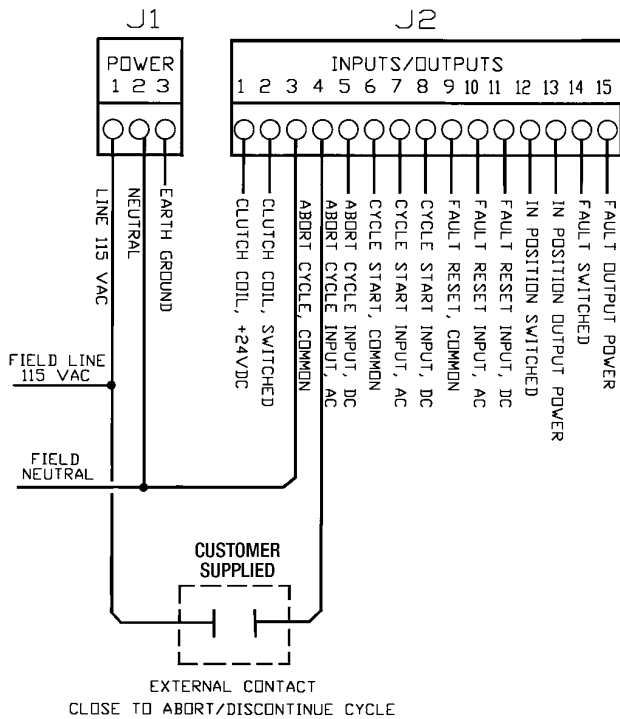 J1
POWER
1 2 3
J2
INPUTS/OUTPUTS
1 2 3 4 5 6 7 8 9 10 11 12 13 14 15
LINE 115 VAC
NEUTRAL
EARTH GROUND
CLUTCH COIL, +24VDC
CLUTCH COIL, SWITCHED
ABORT CYCLE, COMMON
ABORT CYCLE INPUT, AC
ABORT CYCLE INPUT, DC
CYCLE START, COMMON
CYCLE START INPUT, AC
CYCLE START INPUT, DC
FAULT RESET, COMMON
FAULT RESET INPUT, AC
FAULT RESET INPUT, DC
IN POSITION SWITCHED
IN POSITION OUTPUT POWER
FAULT SWITCHED
FAULT OUTPUT POWER
FIELD LINE
115 VAC
FIELD
NEUTRAL
CUSTOMER
SUPPLIED
EXTERNAL CONTACT
CLOSE TO ABORT/DISCONTINUE CYCLE